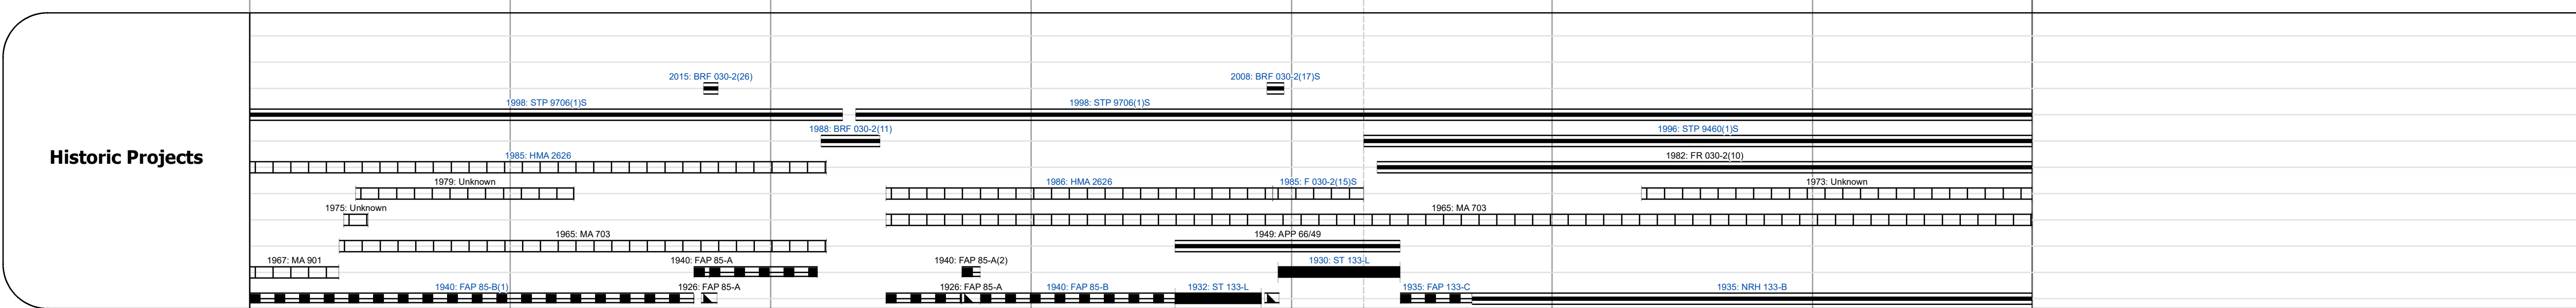 2015: BRF 030-2(26)
2008: BRF 030-2(17)S
1998: STP 9706(1)S
1998: STP 9706(1)S
1988: BRF 030-2(11)
1996: STP 9460(1)S
Historic Projects
1985: HMA 2626
1982: FR 030-2(10)
1979: Unknown
1986: HMA 2626
1985: F 030-2(15)S
1973: Unknown
1975: Unknown
1965: MA 703
1965: MA 703
1949: APP 66/49
1967: MA 901
1940: FAP 85-A
1940: FAP 85-A(2)
1930: ST 133-L
1940: FAP 85-B(1)
1926: FAP 85-A
1926: FAP 85-A
1940: FAP 85-B
1932: ST 133-L
1935: FAP 133-C
1935: NRH 133-B